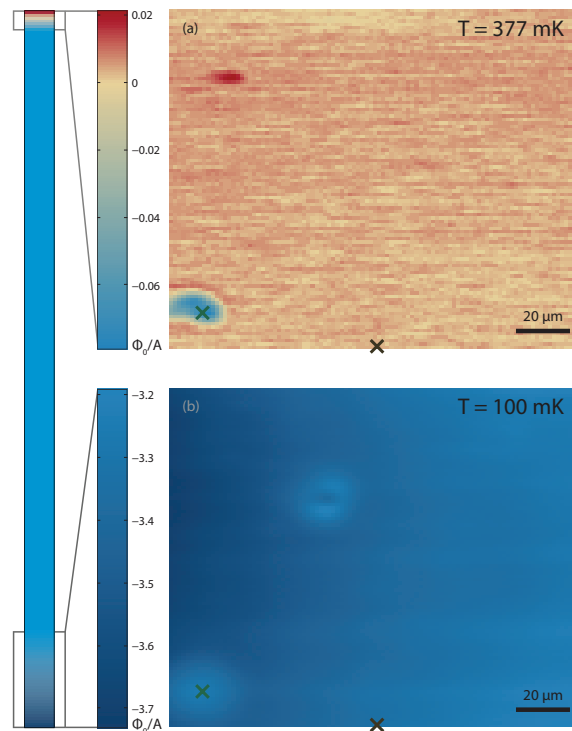 0.02
(a)
T = 377 mK
0
−0.02
−0.04
−0.06
20 µm
Φ₀/A
−3.2
(b)
T = 100 mK
−3.3
−3.4
−3.5
−3.6
20 µm
−3.7
Φ₀/A